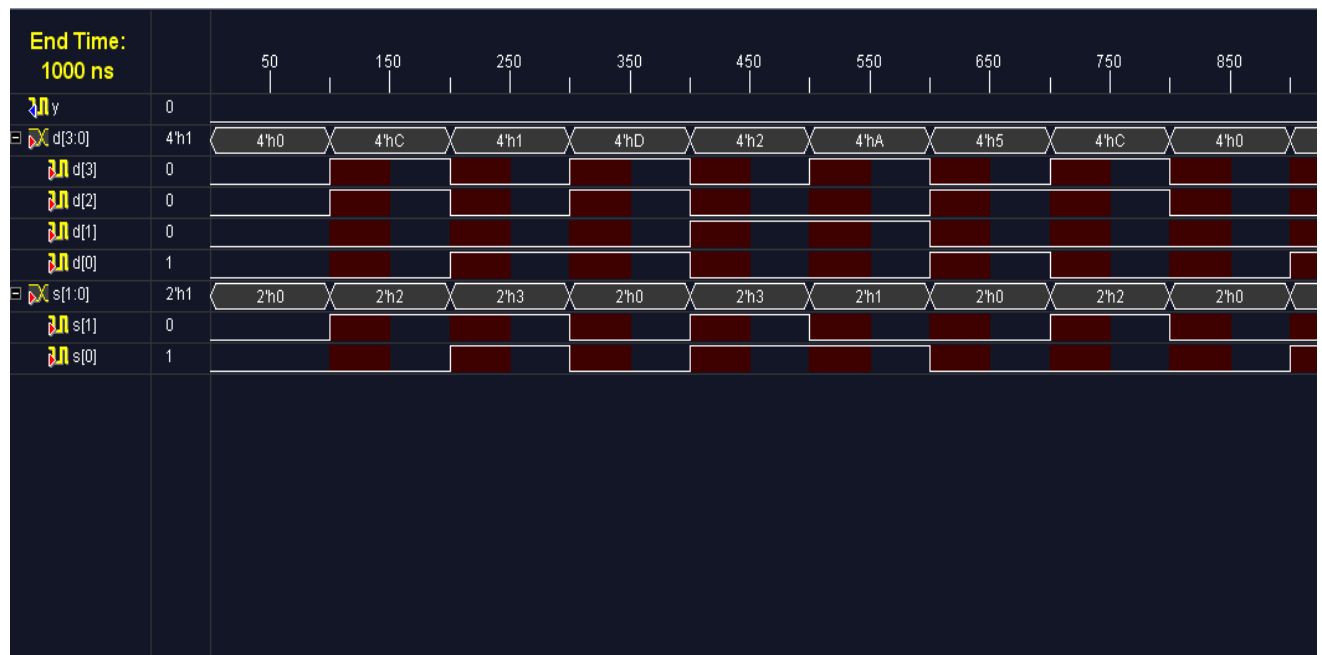 End Time:
1000 ns
50 150 250 350 450 550 650 750 850
y 0
d[3:0] 4'h1 4'h0 4'hC 4'h1 4'hD 4'h2 4'hA 4'h5 4'hC 4'h0
d[3] 0
d[2] 0
d[1] 0
d[0] 1
s[1:0] 2'h1 2'h0 2'h2 2'h3 2'h0 2'h3 2'h1 2'h0 2'h2 2'h0
s[1] 0
s[0] 1